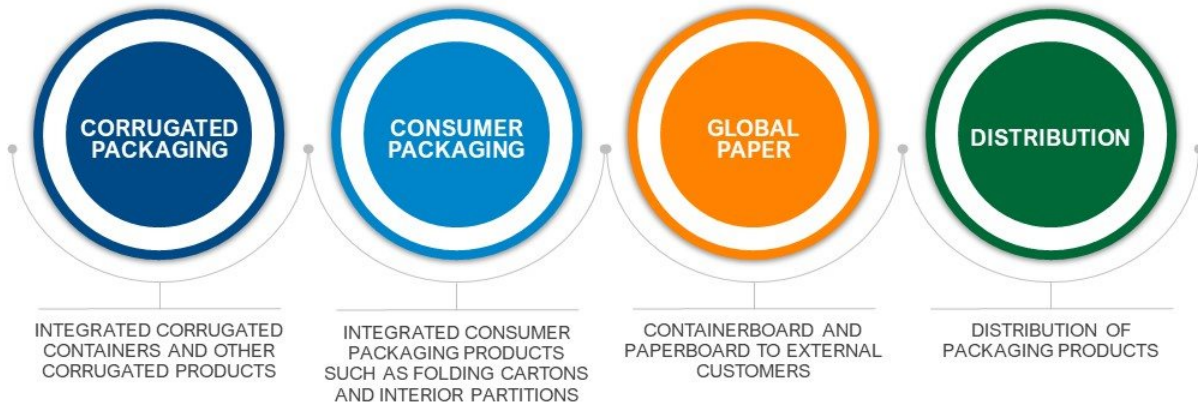 CORRUGATED
PACKAGING
INTEGRATED CORRUGATED
CONTAINERS AND OTHER
CORRUGATED PRODUCTS
CONSUMER
PACKAGING
INTEGRATED CONSUMER
PACKAGING PRODUCTS
SUCH AS FOLDING CARTONS
AND INTERIOR PARTITIONS
GLOBAL
PAPER
CONTAINERBOARD AND
PAPERBOARD TO EXTERNAL
CUSTOMERS
DISTRIBUTION
DISTRIBUTION OF
PACKAGING PRODUCTS